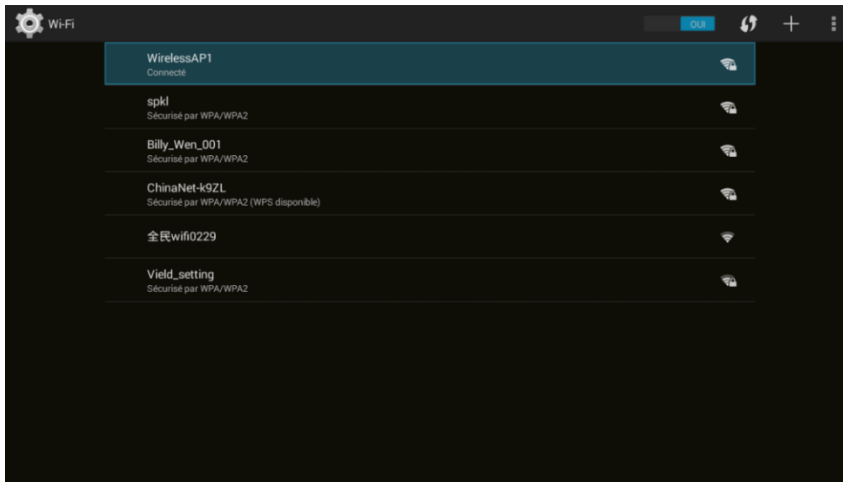 Wi-Fi
OUI
WirelessAP1
Connecté
spkl
Sécurisé par WPA/WPA2
Billy_Wen_001
Sécurisé par WPA/WPA2
ChinaNet-k9ZL
Sécurisé par WPA/WPA2 (WPS disponible)
全民wifi0229
Vield_setting
Sécurisé par WPA/WPA2